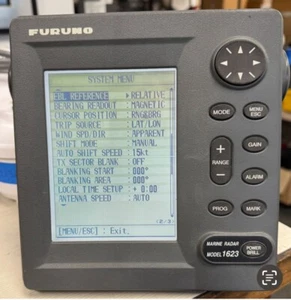 FURUNO
SYSTEM MENU
EBL REFERENCE ▸ RELATIVE
BEARING READOUT : MAGNETIC
CURSOR POSITION : RNG&BRG
TRIP SOURCE : LAT/LON
WIND SPD/DIR : APPARENT
SHIFT MODE : MANUAL
AUTO SHIFT SPEED : 15kt
TX SECTOR BLANK : OFF
BLANKING START : 000°
BLANKING AREA : 000°
LOCAL TIME SETUP : + 0:00
ANTENNA SPEED : AUTO
(2/3)
[MENU/ESC] : Exit
MODE
MENU
ESC
+
RANGE
−
GAIN
ALARM
PROG
MARK
MARINE RADAR
MODEL 1623
POWER
BRILL